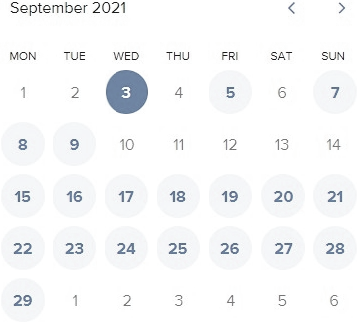 September 2021
MON TUE WED THU FRI SAT SUN
1 2 3 4 5 6 7
8 9 10 11 12 13 14
15 16 17 18 19 20 21
22 23 24 25 26 27 28
29 1 2 3 4 5 6